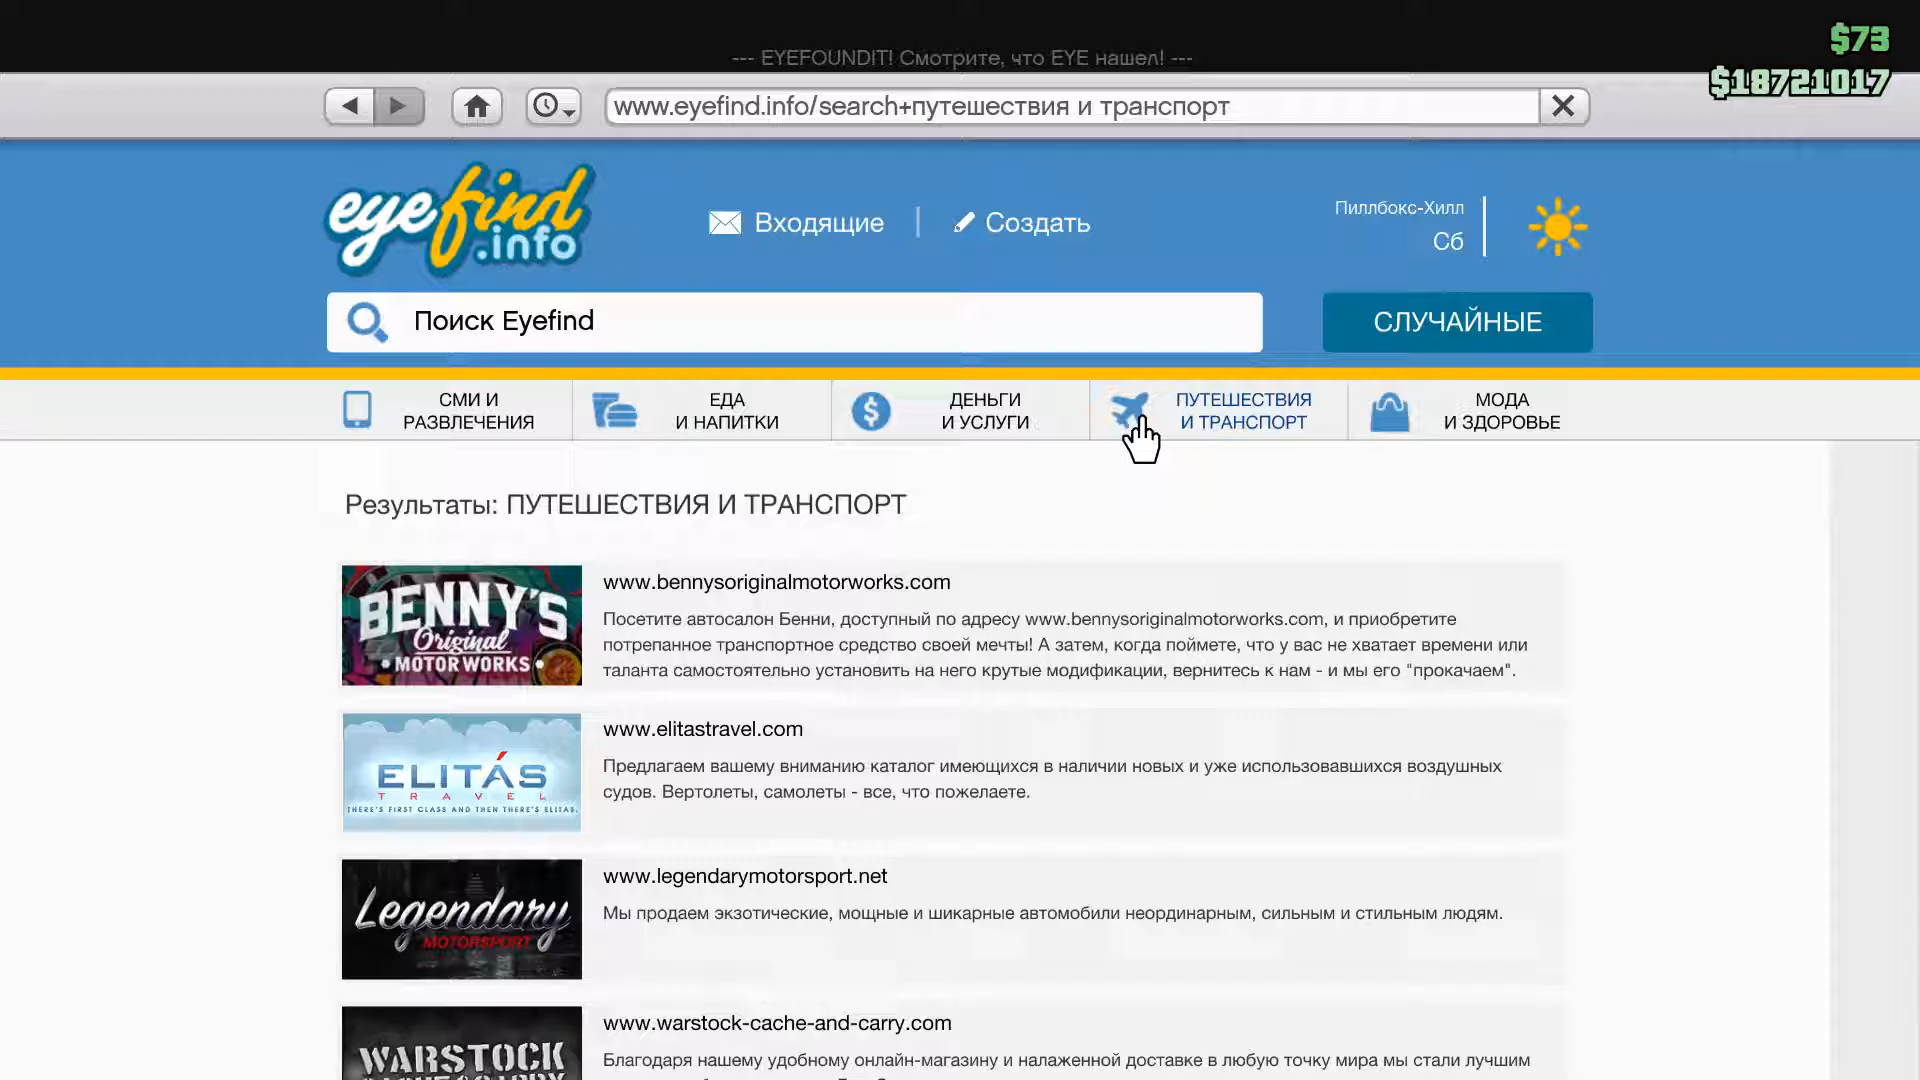 $73
--- EYEFOUNDIT! Смотрите, что EYE нашел! ---
$18721017
www.eyefind.info/search+путешествия и транспорт
eyefind
.info
Входящие
Создать
Пиллбокс-Хилл
Сб
Поиск Eyefind
СЛУЧАЙНЫЕ
СМИ И
РАЗВЛЕЧЕНИЯ
ЕДА
И НАПИТКИ
ДЕНЬГИ
И УСЛУГИ
ПУТЕШЕСТВИЯ
И ТРАНСПОРТ
МОДА
И ЗДОРОВЬЕ
Результаты: ПУТЕШЕСТВИЯ И ТРАНСПОРТ
BENNY'S
Original
MOTOR WORKS
www.bennysoriginalmotorworks.com
Посетите автосалон Бенни, доступный по адресу www.bennysoriginalmotorworks.com, и приобретите
потрепанное транспортное средство своей мечты! А затем, когда поймете, что у вас не хватает времени или
таланта самостоятельно установить на него крутые модификации, вернитесь к нам - и мы его "прокачаем".
ELITÁS
TRAVEL
THERE'S FIRST CLASS AND THEN THERE'S ELITAS.
www.elitastravel.com
Предлагаем вашему вниманию каталог имеющихся в наличии новых и уже использовавшихся воздушных
судов. Вертолеты, самолеты - все, что пожелаете.
Legendary
MOTORSPORT
www.legendarymotorsport.net
Мы продаем экзотические, мощные и шикарные автомобили неординарным, сильным и стильным людям.
WARSTOCK
www.warstock-cache-and-carry.com
Благодаря нашему удобному онлайн-магазину и налаженной доставке в любую точку мира мы стали лучшим